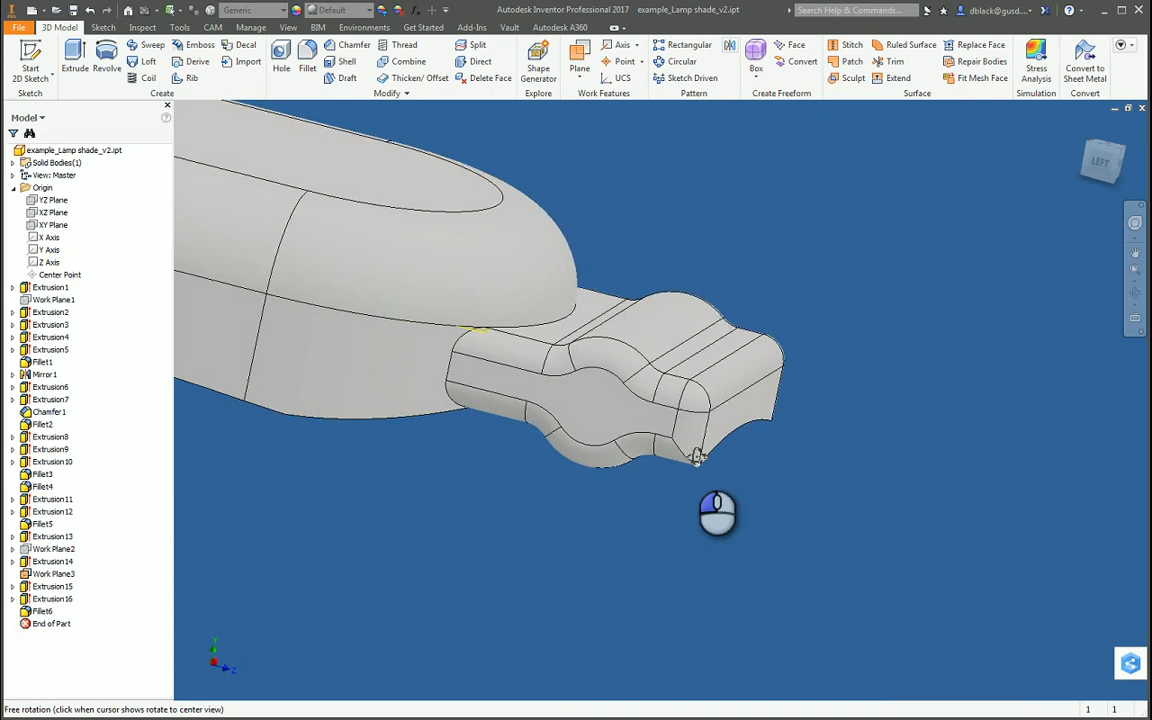 Generic
Default
Autodesk Inventor Professional 2017 example_Lamp shade_v2.ipt
Search Help & Commands...
dblack@gusd...
File 3D Model Sketch Inspect Tools Manage View BIM Environments Get Started Add-Ins CAM Vault Autodesk A360
Start 2D Sketch
Extrude
Revolve
Sweep
Loft
Coil
Emboss
Derive
Rib
Decal
Import
Hole
Fillet
Chamfer
Shell
Draft
Thread
Combine
Thicken/ Offset
Split
Direct
Delete Face
Shape Generator
Plane
Axis
Point
UCS
Rectangular
Circular
Sketch Driven
Box
Face
Convert
Stitch
Patch
Sculpt
Ruled Surface
Trim
Extend
Replace Face
Repair Bodies
Fit Mesh Face
Stress Analysis
Convert to Sheet Metal
Sketch Create Modify Explore Work Features Pattern Create Freeform Surface Simulation Convert
Model
example_Lamp shade_v2.ipt
Solid Bodies(1)
View: Master
Origin
YZ Plane
XZ Plane
XY Plane
X Axis
Y Axis
Z Axis
Center Point
Extrusion1
Work Plane1
Extrusion2
Extrusion3
Extrusion4
Extrusion5
Fillet1
Mirror1
Extrusion6
Extrusion7
Chamfer1
Fillet2
Extrusion8
Extrusion9
Extrusion10
Fillet3
Fillet4
Extrusion11
Extrusion12
Fillet5
Extrusion13
Work Plane2
Extrusion14
Work Plane3
Extrusion15
Extrusion16
Fillet6
End of Part
LEFT
Y
Z
Free rotation (click when cursor shows rotate to center view)
1 1